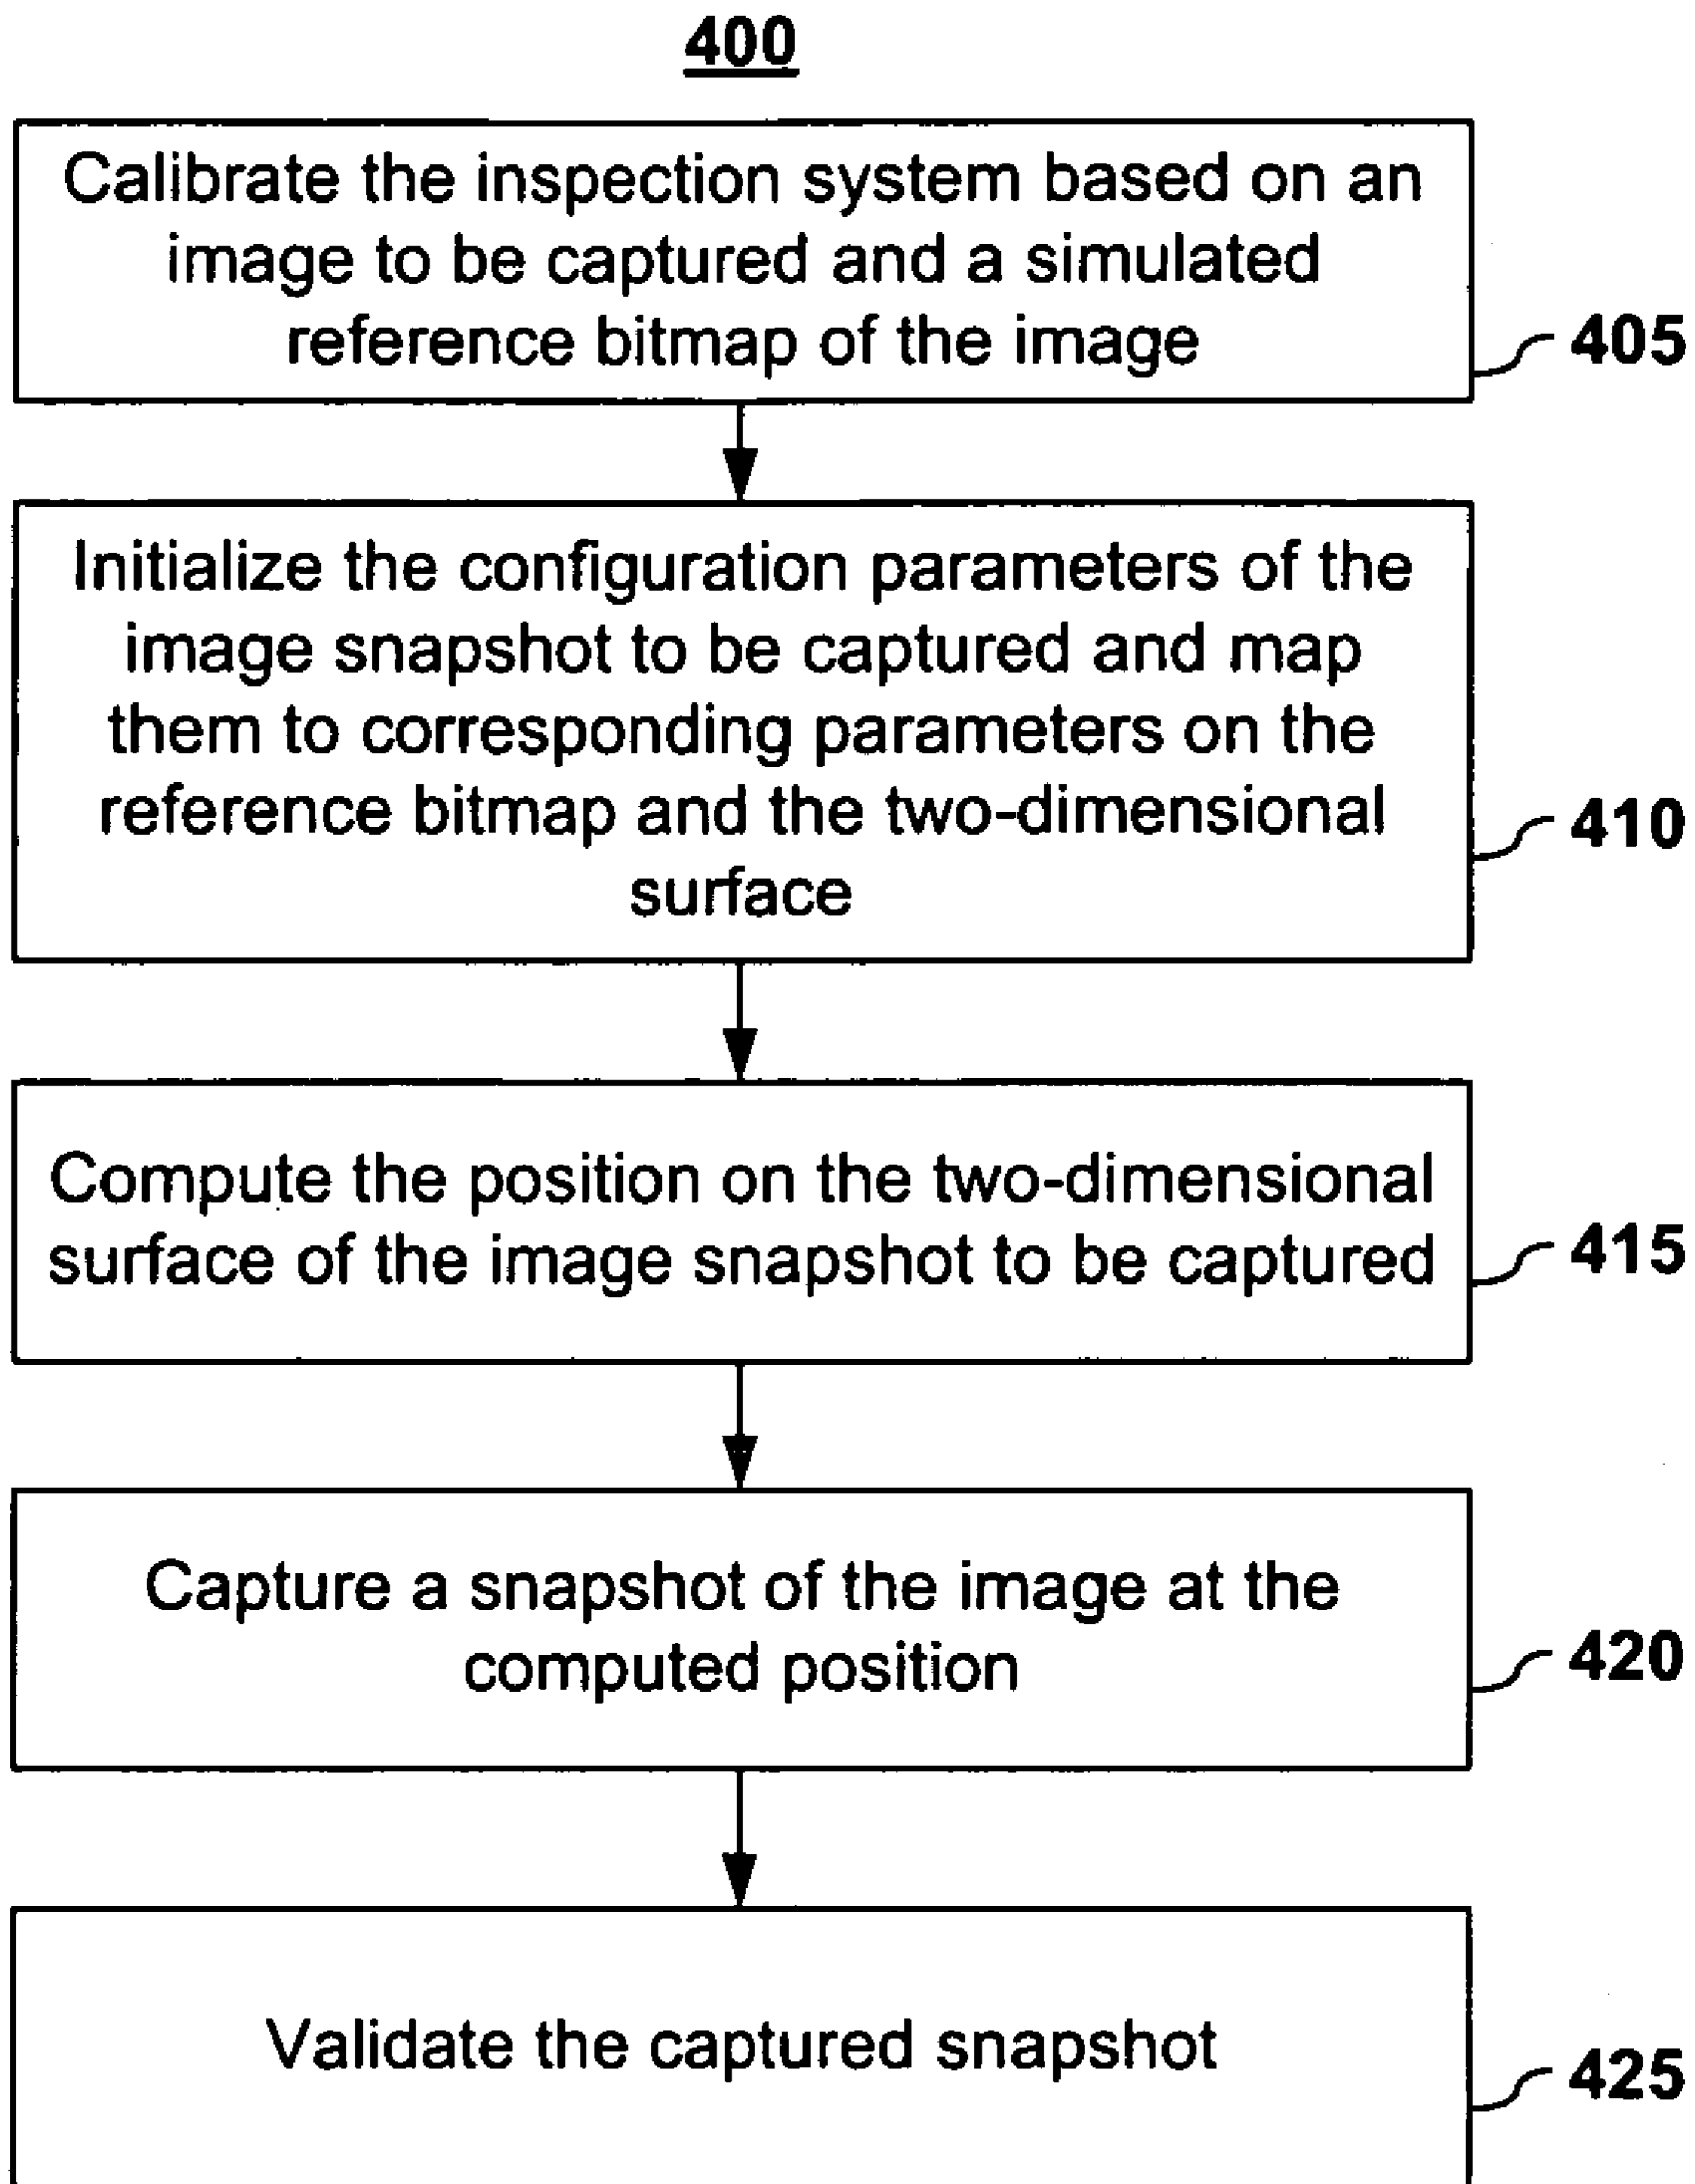 400
Calibrate the inspection system based on an
image to be captured and a simulated
reference bitmap of the image
405
Initialize the configuration parameters of the
image snapshot to be captured and map
them to corresponding parameters on the
reference bitmap and the two-dimensional
surface
410
Compute the position on the two-dimensional
surface of the image snapshot to be captured
415
Capture a snapshot of the image at the
computed position
420
Validate the captured snapshot
425